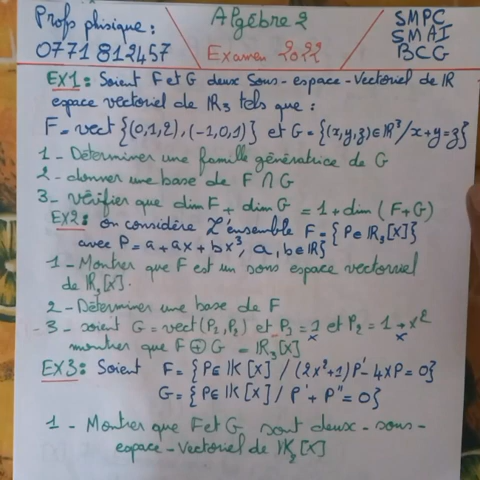 Profs phisique :
0771 812457
Algébre 2
Examen 2022
SMPC
SMAI
BCG
EX1 : Soient F et G deux Sous-espace-Vectoriel de IR
espace vectoriel de IR3 tels que :
F = vect {(0,1,2),(-1,0,1)} et G = {(x,y,z)∈IR³/x+y=z}
1 - Déterminer une famille génératrice de G
2 - donner une base de F ∩ G
3 - vérifier que dim F + dim G = 1 + dim (F+G)
EX2 : on considère L'ensemble F = {P∈IR3[X]}
avec P = a + ax + bx³, a,b∈IR}
1 - Montrer que F est un sous espace vectoriel
de IR3[X].
2 - Déterminer une base de F
3 - soient G = vect(P1,P2) et P1 = 1 et P2 = 1 + x²
montrer que F ⊕ G = IR3[X]
EX3 : Soient F = {P∈IK[X] / (2x²+1)P' 4xP = 0}
G = {P∈IK[X] / P' + P'' = 0}
1 - Montrer que F et G sont deux-sous-
espace-Vectoriel de IK2[X]